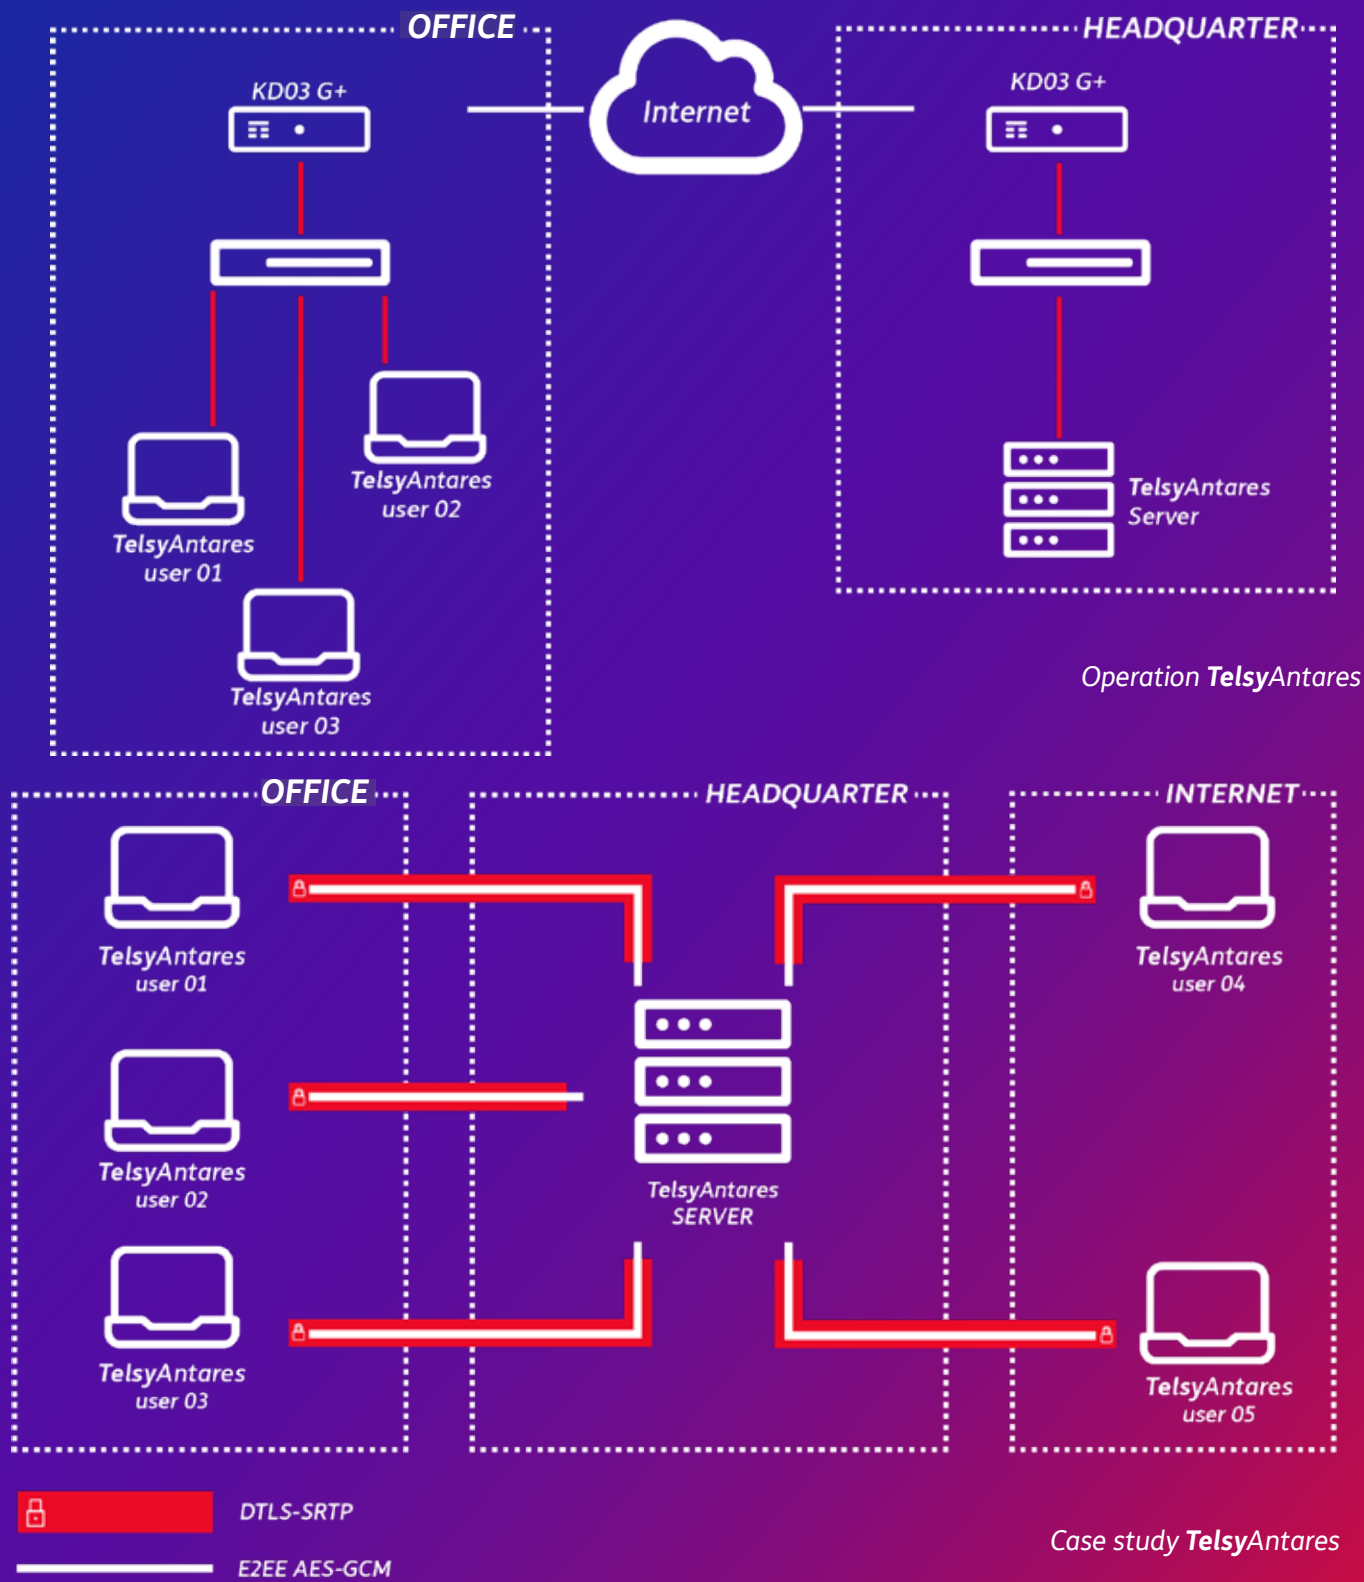 OFFICE
HEADQUARTER
KD03 G+
Internet
KD03 G+
TelsyAntares
user 02
TelsyAntares
Server
TelsyAntares
user 01
TelsyAntares
user 03
Operation TelsyAntares
OFFICE
HEADQUARTER
INTERNET
TelsyAntares
user 01
TelsyAntares
user 04
TelsyAntares
user 02
TelsyAntares
SERVER
TelsyAntares
user 03
TelsyAntares
user 05
DTLS-SRTP
E2EE AES-GCM
Case study TelsyAntares